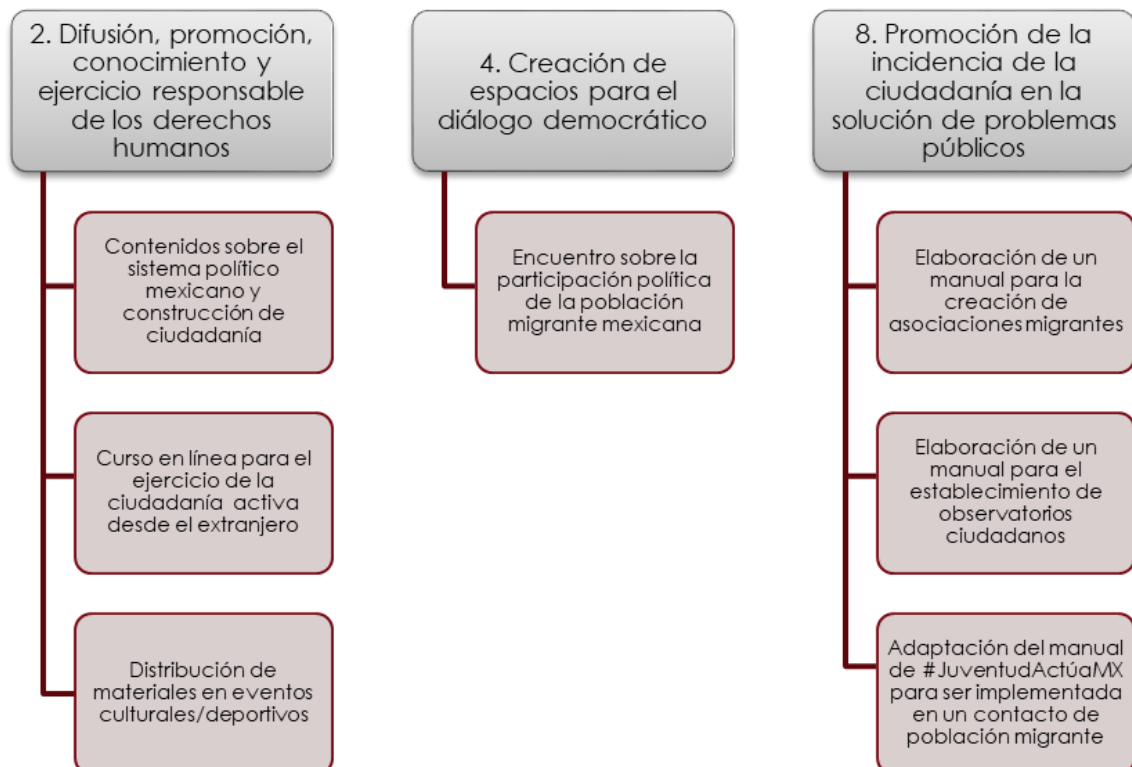 2. Difusión, promoción,
conocimiento y
ejercicio responsable
de los derechos
humanos
Contenidos sobre el
sistema político
mexicano y
construcción de
ciudadanía
Curso en línea para el
ejercicio de la
ciudadanía activa
desde el extranjero
Distribución de
materiales en eventos
culturales/deportivos
4. Creación de
espacios para el
diálogo democrático
Encuentro sobre la
participación política
de la población
migrante mexicana
8. Promoción de la
incidencia de la
ciudadanía en la
solución de problemas
públicos
Elaboración de un
manual para la
creación de
asociaciones migrantes
Elaboración de un
manual para el
establecimiento de
observatorios
ciudadanos
Adaptación del manual
de #JuventudActúaMX
para ser implementada
en un contacto de
población migrante